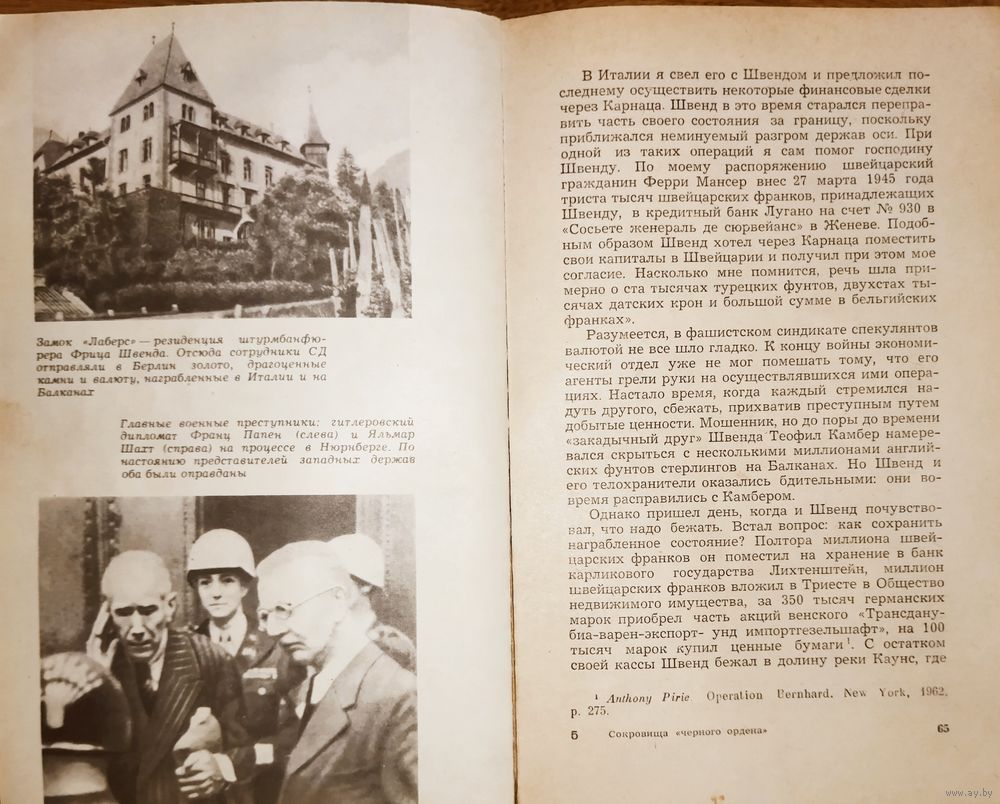 Замок «Лаберс» — резиденция штурмбанфю-
рера Фрица Швенда. Отсюда сотрудники СД
отправляли в Берлин золото, драгоценные
камни и валюту, награбленные в Италии и на
Балканах
Главные военные преступники: гитлеровский
дипломат Франц Папен (слева) и Яльмар
Шахт (справа) на процессе в Нюрнберге. По
настоянию представителей западных держав
оба были оправданы
В Италии я свел его с Швендом и предложил по-
следнему осуществить некоторые финансовые сделки
через Карнаца. Швенд в это время старался перепра-
вить часть своего состояния за границу, поскольку
приближался неминуемый разгром держав оси. При
одной из таких операций я сам помог господину
Швенду. По моему распоряжению швейцарский
гражданин Ферри Мансер внес 27 марта 1945 года
триста тысяч швейцарских франков, принадлежащих
Швенду, в кредитный банк Лугано на счет № 930 в
«Сосьете женераль де сюрвейанс» в Женеве. Подоб-
ным образом Швенд хотел через Карнаца поместить
свои капиталы в Швейцарии и получил при этом мое
согласие. Насколько мне помнится, речь шла при-
мерно о ста тысячах турецких фунтов, двухстах ты-
сячах датских крон и большой сумме в бельгийских
франках».
Разумеется, в фашистском синдикате спекулянтов
валютой не все шло гладко. К концу войны экономи-
ческий отдел уже не мог помешать тому, что его
агенты грели руки на осуществлявшихся ими опера-
циях. Настало время, когда каждый стремился на-
дуть другого, сбежать, прихватив преступным путем
добытые ценности. Мошенник, но до поры до времени
«закадычный друг» Швенда Теофил Камбер намере-
вался скрыться с несколькими миллионами англий-
ских фунтов стерлингов на Балканах. Но Швенд и
его телохранители оказались бдительными: они во-
время расправились с Камбером.
Однако пришел день, когда и Швенд почувство-
вал, что надо бежать. Встал вопрос: как сохранить
награбленное состояние? Полтора миллиона швей-
царских франков он поместил на хранение в банк
карликового государства Лихтенштейн, миллион
швейцарских франков вложил в Триесте в Общество
недвижимого имущества, за 350 тысяч германских
марок приобрел часть акций венского «Трансдану-
биа-варен-экспорт- унд импортгезельшафт», на 100
тысяч марок купил ценные бумаги¹. С остатком
своей кассы Швенд бежал в долину реки Каунс, где
¹ Anthony Pirie. Operation Bernhard. New York, 1962,
p. 275.
5 Сокровища «черного ордена» 65
www.ay.by